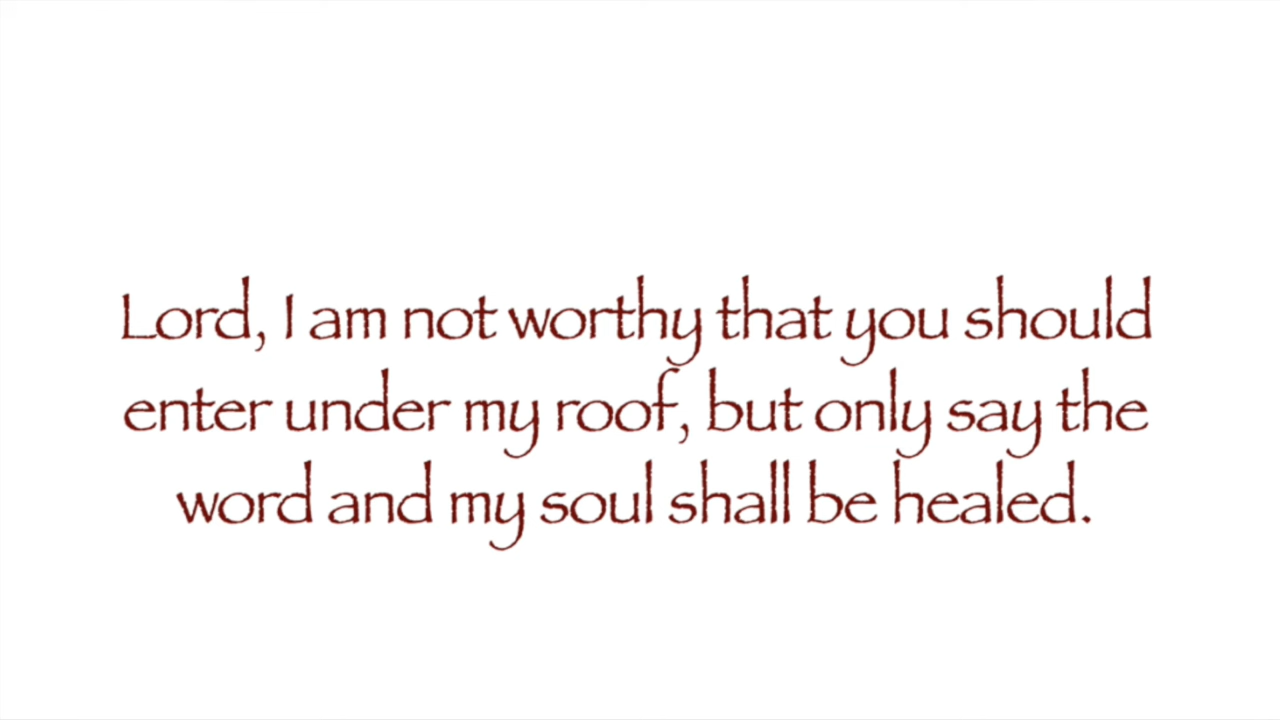 Lord, I am not worthy that you should
enter under my roof, but only say the
word and my soul shall be healed.